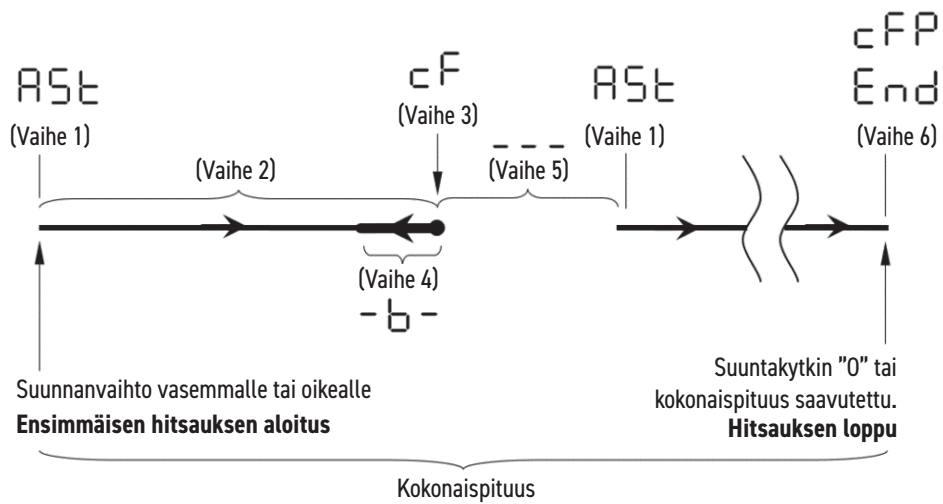 ASt
(Vaihe 1)
(Vaihe 2)
cF
(Vaihe 3)
(Vaihe 4)
-b-
---
(Vaihe 5)
ASt
(Vaihe 1)
cFP
End
(Vaihe 6)
Suunnanvaihto vasemmalle tai oikealle
Ensimmäisen hitsauksen aloitus
Suuntakytkin ”0” tai
kokonaispituus saavutettu.
Hitsauksen loppu
Kokonaispituus